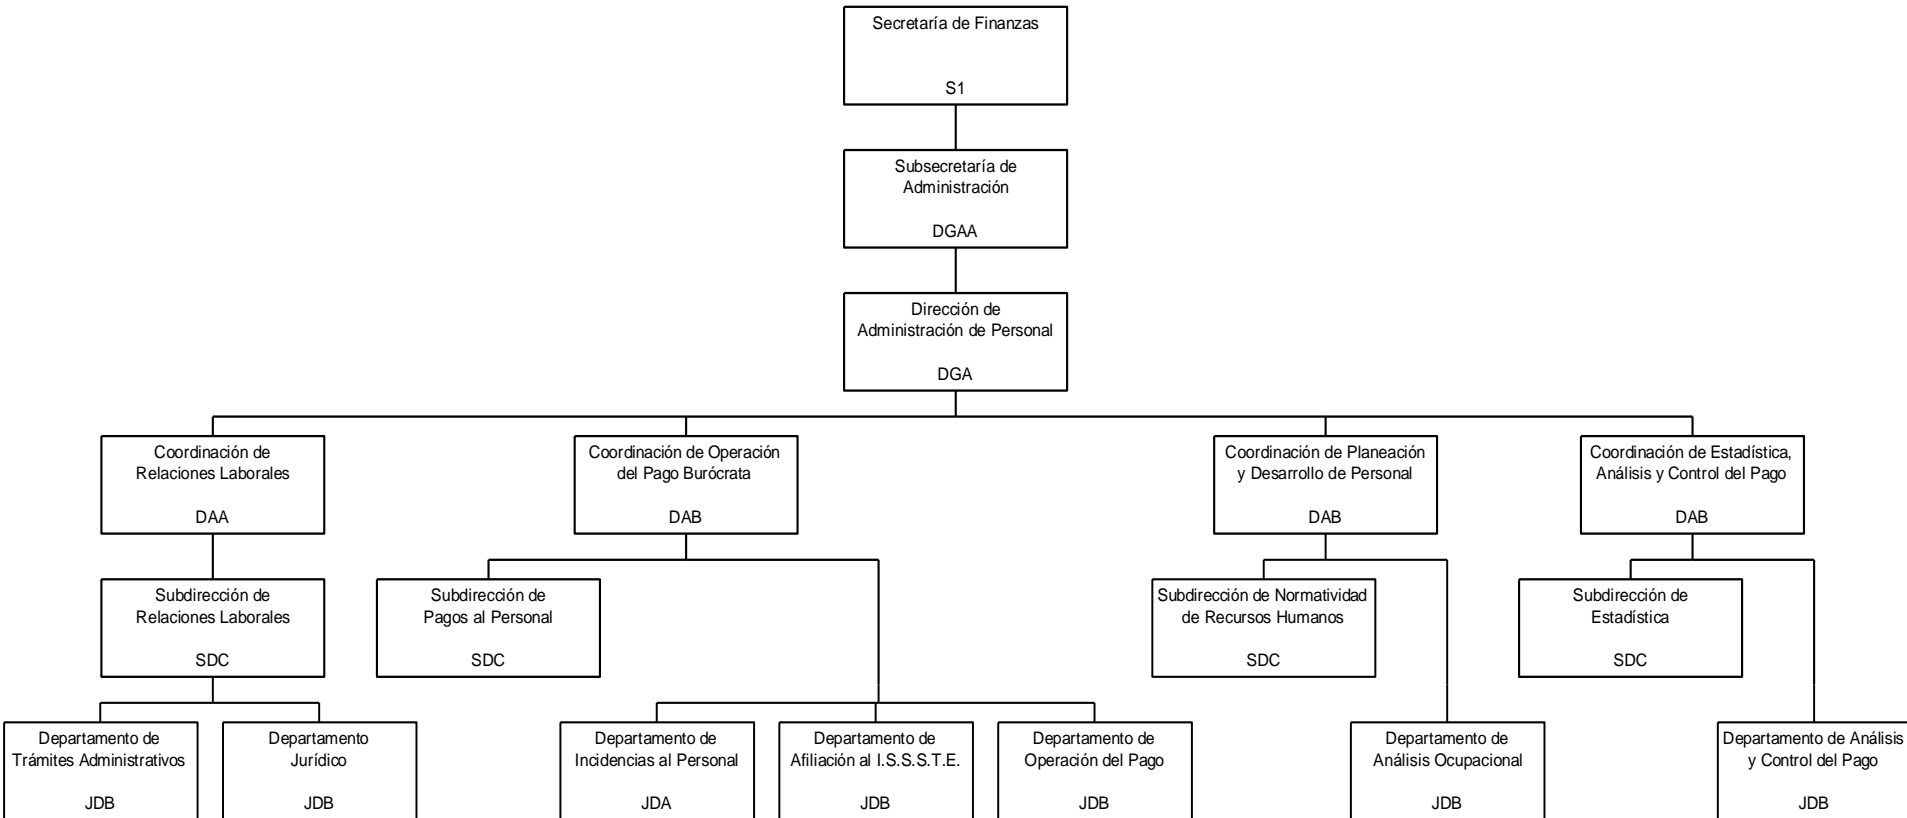 Secretaría de Finanzas
S1
Subsecretaría de
Administración
DGAA
Dirección de
Administración de Personal
DGA
Coordinación de
Relaciones Laborales
DAA
Coordinación de Operación
del Pago Burócrata
DAB
Coordinación de Planeación
y Desarrollo de Personal
DAB
Coordinación de Estadística,
Análisis y Control del Pago
DAB
Subdirección de
Relaciones Laborales
SDC
Subdirección de
Pagos al Personal
SDC
Subdirección de Normatividad
de Recursos Humanos
SDC
Subdirección de
Estadística
SDC
Departamento de
Trámites Administrativos
JDB
Departamento
Jurídico
JDB
Departamento de
Incidencias al Personal
JDA
Departamento de
Afiliación al I.S.S.S.T.E.
JDB
Departamento de
Operación del Pago
JDB
Departamento de
Análisis Ocupacional
JDB
Departamento de Análisis
y Control del Pago
JDB